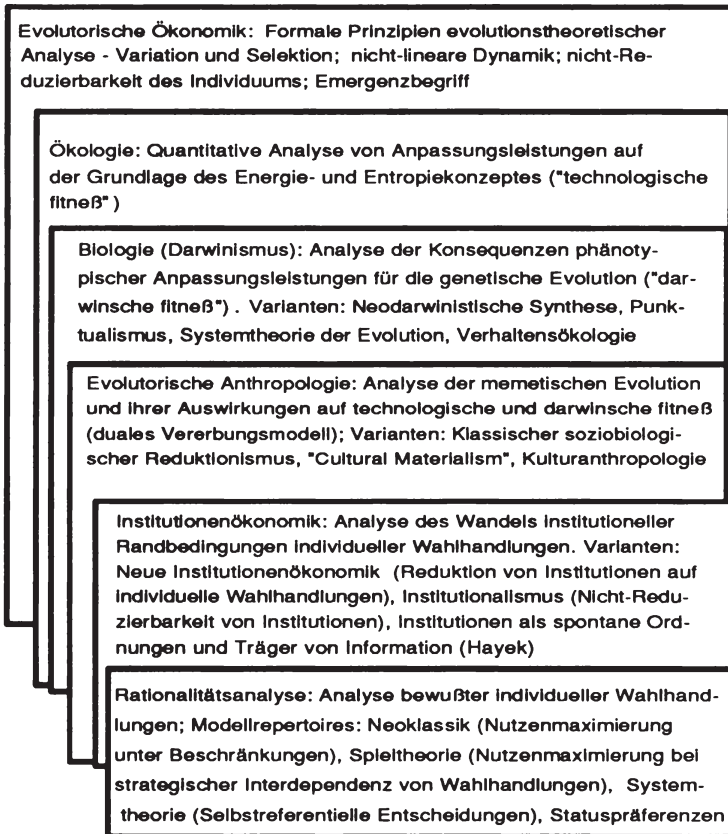 Evolutorische Ökonomik: Formale Prinzipien evolutionstheoretischer
Analyse - Variation und Selektion; nicht-lineare Dynamik; nicht-Re-
duzierbarkeit des Individuums; Emergenzbegriff
Ökologie: Quantitative Analyse von Anpassungsleistungen auf
der Grundlage des Energie- und Entropiekonzeptes ("technologische
fitneß")
Biologie (Darwinismus): Analyse der Konsequenzen phänoty-
pischer Anpassungsleistungen für die genetische Evolution ("dar-
winsche fitneß") . Varianten: Neodarwinistische Synthese, Punk-
tualismus, Systemtheorie der Evolution, Verhaltensökologie
Evolutorische Anthropologie: Analyse der memetischen Evolution
und ihrer Auswirkungen auf technologische und darwinsche fitneß
(duales Vererbungsmodell); Varianten: Klassischer soziobiologi-
scher Reduktionismus, "Cultural Materialism", Kulturanthropologie
Institutionenökonomik: Analyse des Wandels institutioneller
Randbedingungen individueller Wahlhandlungen. Varianten:
Neue Institutionenökonomik (Reduktion von Institutionen auf
individuelle Wahlhandlungen), Institutionalismus (Nicht-Redu-
zierbarkeit von Institutionen), Institutionen als spontane Ord-
nungen und Träger von Information (Hayek)
Rationalitätsanalyse: Analyse bewußter individueller Wahlhand-
lungen; Modellrepertoires: Neoklassik (Nutzenmaximierung
unter Beschränkungen), Spieltheorie (Nutzenmaximierung bei
strategischer Interdependenz von Wahlhandlungen), System-
theorie (Selbstreferentielle Entscheidungen), Statuspräferenzen